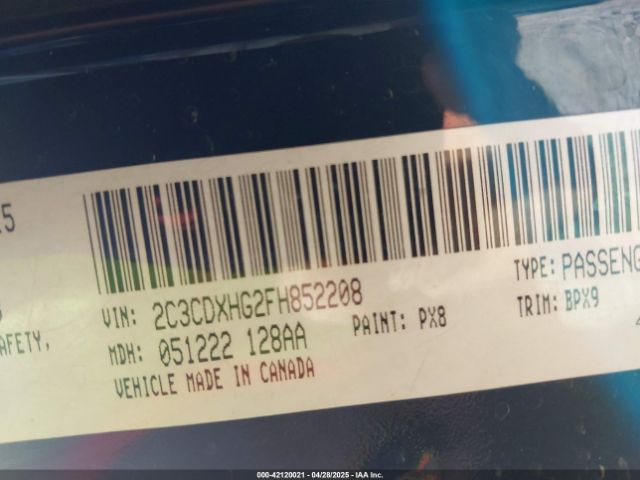 VIN: 2C3CDXHG2FH852208
TYPE: PASSENG
AFETY,
MDH: 051222 128AA
PAINT: PX8
TRIM: BPX9
VEHICLE MADE IN CANADA
000-42120021 | 04/28/2025 - IAA Inc.